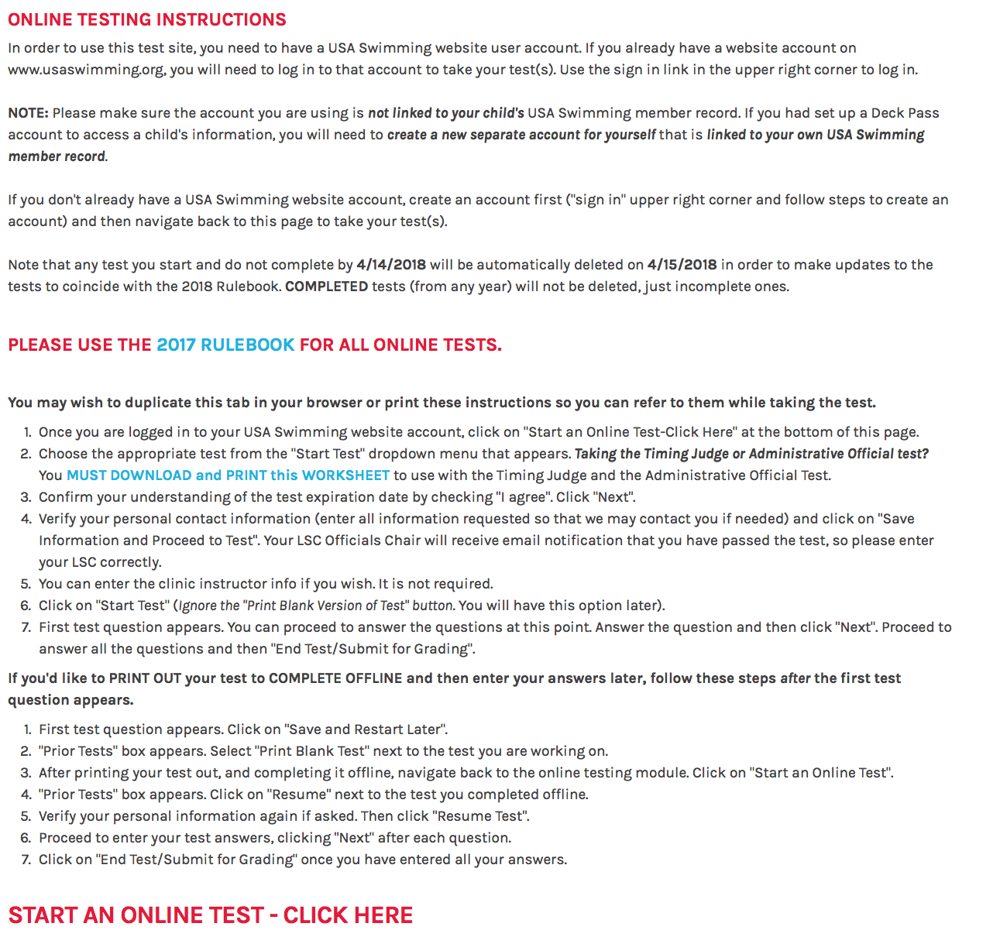 ONLINE TESTING INSTRUCTIONS
In order to use this test site, you need to have a USA Swimming website user account. If you already have a website account on
www.usaswimming.org, you will need to log in to that account to take your test(s). Use the sign in link in the upper right corner to log in.
NOTE: Please make sure the account you are using is not linked to your child's USA Swimming member record. If you had set up a Deck Pass
account to access a child's information, you will need to create a new separate account for yourself that is linked to your own USA Swimming
member record.
If you don't already have a USA Swimming website account, create an account first ("sign in" upper right corner and follow steps to create an
account) and then navigate back to this page to take your test(s).
Note that any test you start and do not complete by 4/14/2018 will be automatically deleted on 4/15/2018 in order to make updates to the
tests to coincide with the 2018 Rulebook. COMPLETED tests (from any year) will not be deleted, just incomplete ones.
PLEASE USE THE 2017 RULEBOOK FOR ALL ONLINE TESTS.
You may wish to duplicate this tab in your browser or print these instructions so you can refer to them while taking the test.
1. Once you are logged in to your USA Swimming website account, click on "Start an Online Test-Click Here" at the bottom of this page.
2. Choose the appropriate test from the "Start Test" dropdown menu that appears. Taking the Timing Judge or Administrative Official test?
You MUST DOWNLOAD and PRINT this WORKSHEET to use with the Timing Judge and the Administrative Official Test.
3. Confirm your understanding of the test expiration date by checking "I agree". Click "Next".
4. Verify your personal contact information (enter all information requested so that we may contact you if needed) and click on "Save
Information and Proceed to Test". Your LSC Officials Chair will receive email notification that you have passed the test, so please enter
your LSC correctly.
5. You can enter the clinic instructor info if you wish. It is not required.
6. Click on "Start Test" (Ignore the "Print Blank Version of Test" button. You will have this option later).
7. First test question appears. You can proceed to answer the questions at this point. Answer the question and then click "Next". Proceed to
answer all the questions and then "End Test/Submit for Grading".
If you'd like to PRINT OUT your test to COMPLETE OFFLINE and then enter your answers later, follow these steps after the first test
question appears.
1. First test question appears. Click on "Save and Restart Later".
2. "Prior Tests" box appears. Select "Print Blank Test" next to the test you are working on.
3. After printing your test out, and completing it offline, navigate back to the online testing module. Click on "Start an Online Test".
4. "Prior Tests" box appears. Click on "Resume" next to the test you completed offline.
5. Verify your personal information again if asked. Then click "Resume Test".
6. Proceed to enter your test answers, clicking "Next" after each question.
7. Click on "End Test/Submit for Grading" once you have entered all your answers.
START AN ONLINE TEST - CLICK HERE